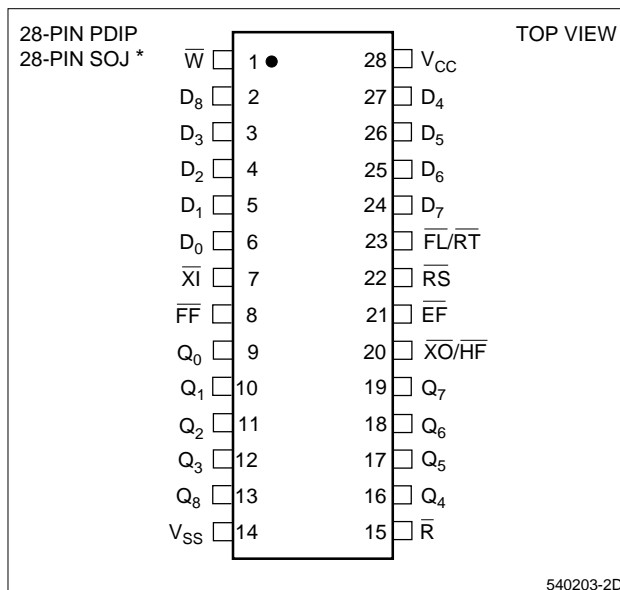 28-PIN PDIP TOP VIEW
28-PIN SOJ *
W̅ 1 28 V_CC
D₈ 2 27 D₄
D₃ 3 26 D₅
D₂ 4 25 D₆
D₁ 5 24 D₇
D₀ 6 23 F̅L̅/R̅T̅
X̅I̅ 7 22 R̅S̅
F̅F̅ 8 21 E̅F̅
Q₀ 9 20 X̅O̅/H̅F̅
Q₁ 10 19 Q₇
Q₂ 11 18 Q₆
Q₃ 12 17 Q₅
Q₈ 13 16 Q₄
V_SS 14 15 R̅
540203-2D